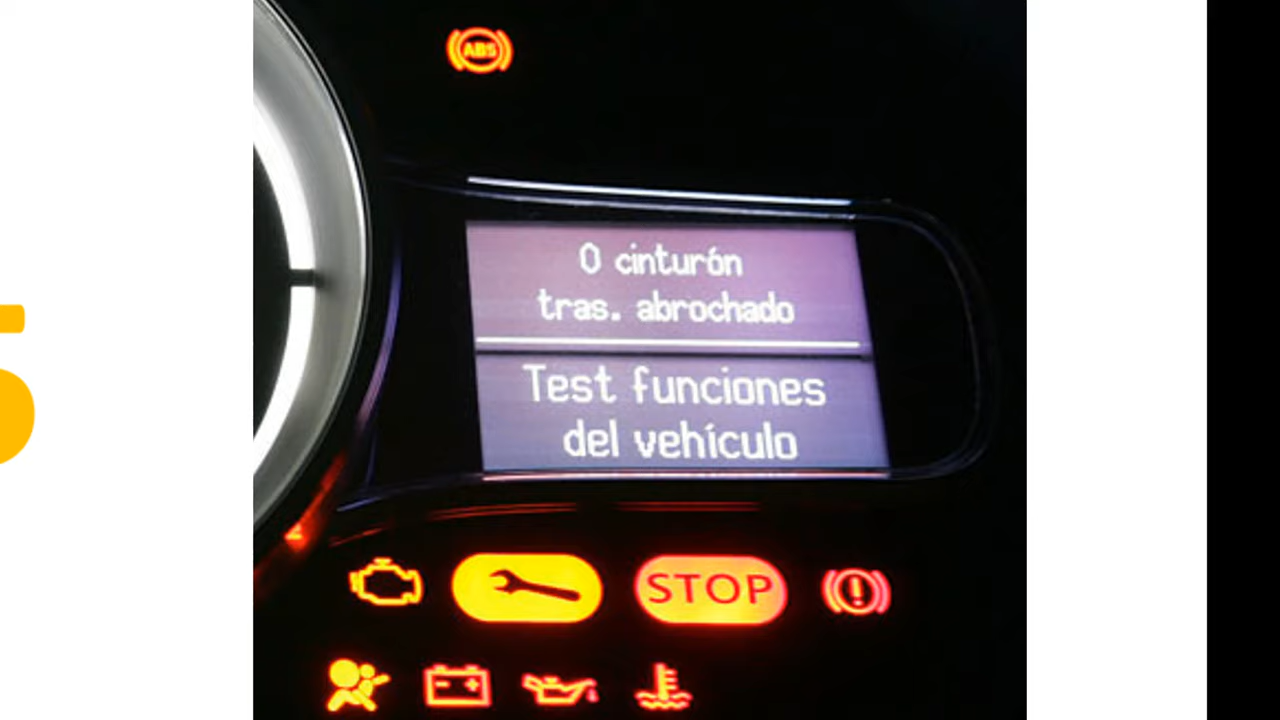 ABS
0 cinturón
tras. abrochado
Test funciones
del vehículo
STOP